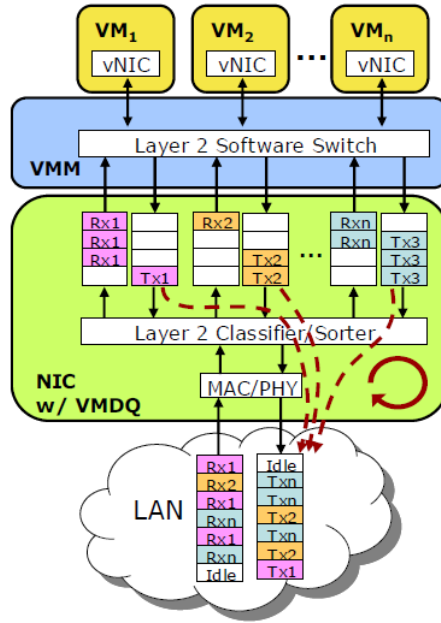 VM1 VM2 ... VMn
vNIC vNIC vNIC
Layer 2 Software Switch
VMM
Rx1 Rx2 Rxn
Rx1 Rxn Tx3
Rx1 Tx2 ... Tx3
Tx1 Tx2 Tx3
Layer 2 Classifier/Sorter
NIC
w/ VMDQ
MAC/PHY
LAN
Rx1 Idle
Rx2 Txn
Rx1 Txn
Rxn Tx2
Rx1 Txn
Rxn Tx2
Idle Tx1